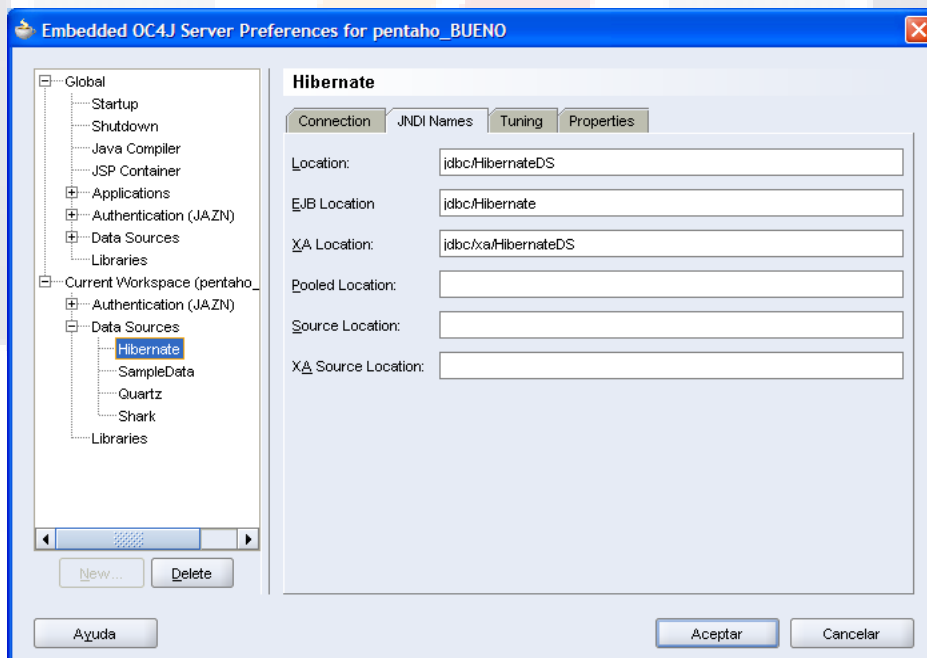 Embedded OC4J Server Preferences for pentaho_BUENO
Global
Startup
Shutdown
Java Compiler
JSP Container
Applications
Authentication (JAZN)
Data Sources
Libraries
Current Workspace (pentaho_
Authentication (JAZN)
Data Sources
Hibernate
SampleData
Quartz
Shark
Libraries
New...
Delete
Hibernate
Connection
JNDI Names
Tuning
Properties
Location: jdbc/HibernateDS
EJB Location jdbc/Hibernate
XA Location: jdbc/xa/HibernateDS
Pooled Location:
Source Location:
XA Source Location:
Ayuda
Aceptar
Cancelar